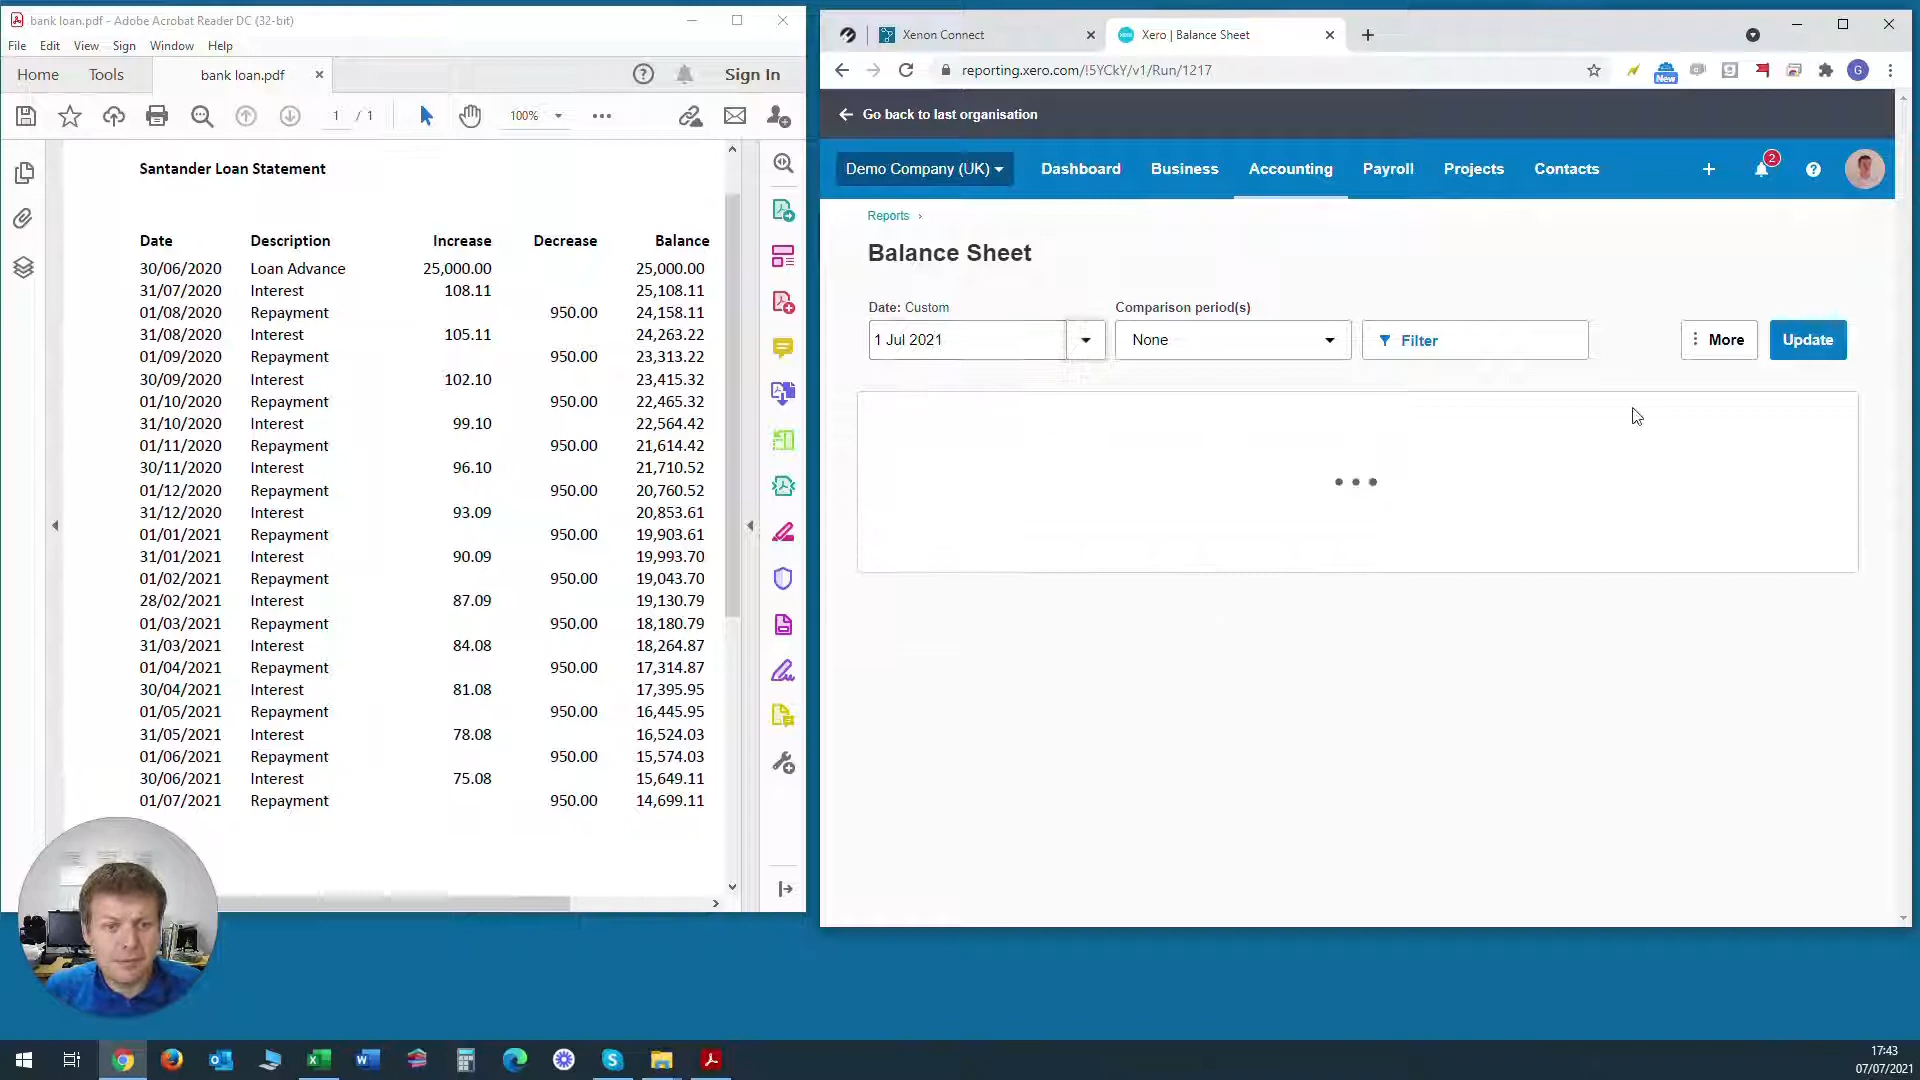 bank loan.pdf - Adobe Acrobat Reader DC (32-bit)
File Edit View Sign Window Help
Home Tools bank loan.pdf × Sign In
1 / 1 100%
Santander Loan Statement
Date Description Increase Decrease Balance
30/06/2020 Loan Advance 25,000.00 25,000.00
31/07/2020 Interest 108.11 25,108.11
01/08/2020 Repayment 950.00 24,158.11
31/08/2020 Interest 105.11 24,263.22
01/09/2020 Repayment 950.00 23,313.22
30/09/2020 Interest 102.10 23,415.32
01/10/2020 Repayment 950.00 22,465.32
31/10/2020 Interest 99.10 22,564.42
01/11/2020 Repayment 950.00 21,614.42
30/11/2020 Interest 96.10 21,710.52
01/12/2020 Repayment 950.00 20,760.52
31/12/2020 Interest 93.09 20,853.61
01/01/2021 Repayment 950.00 19,903.61
31/01/2021 Interest 90.09 19,993.70
01/02/2021 Repayment 950.00 19,043.70
28/02/2021 Interest 87.09 19,130.79
01/03/2021 Repayment 950.00 18,180.79
31/03/2021 Interest 84.08 18,264.87
01/04/2021 Repayment 950.00 17,314.87
30/04/2021 Interest 81.08 17,395.95
01/05/2021 Repayment 950.00 16,445.95
31/05/2021 Interest 78.08 16,524.03
01/06/2021 Repayment 950.00 15,574.03
30/06/2021 Interest 75.08 15,649.11
01/07/2021 Repayment 950.00 14,699.11
Xenon Connect Xero | Balance Sheet
reporting.xero.com/!5YCkY/v1/Run/1217
New
G
Go back to last organisation
Demo Company (UK) Dashboard Business Accounting Payroll Projects Contacts
2
Reports ›
Balance Sheet
Date: Custom Comparison period(s)
1 Jul 2021 None Filter More Update
17:43
07/07/2021